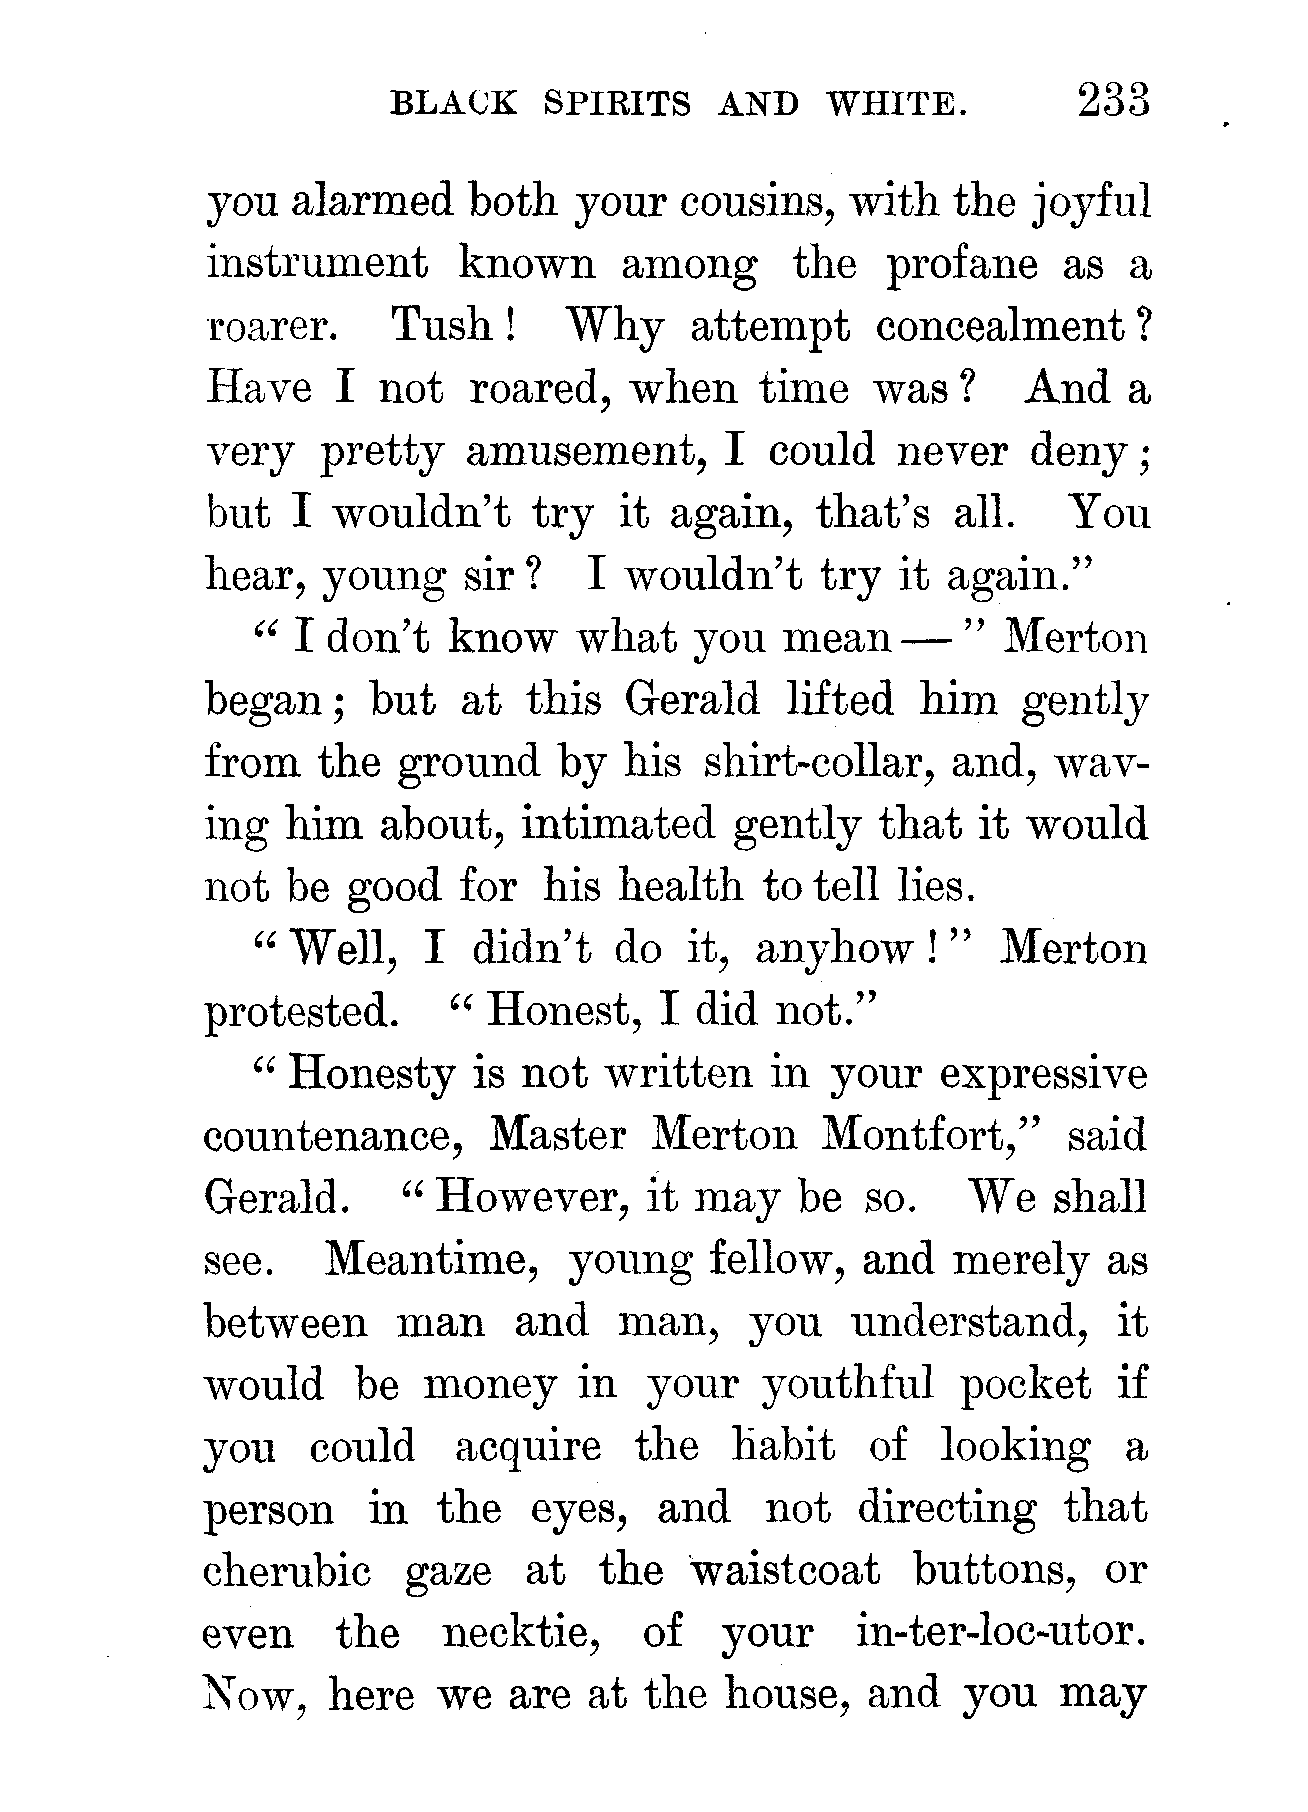 BLACK SPIRITS AND WHITE. 233
you alarmed both your cousins, with the joyful
instrument known among the profane as a
roarer. Tush! Why attempt concealment?
Have I not roared, when time was? And a
very pretty amusement, I could never deny;
but I wouldn't try it again, that's all. You
hear, young sir? I wouldn't try it again."
"I don't know what you mean—" Merton
began; but at this Gerald lifted him gently
from the ground by his shirt-collar, and, wav-
ing him about, intimated gently that it would
not be good for his health to tell lies.
"Well, I didn't do it, anyhow!" Merton
protested. "Honest, I did not."
"Honesty is not written in your expressive
countenance, Master Merton Montfort," said
Gerald. "However, it may be so. We shall
see. Meantime, young fellow, and merely as
between man and man, you understand, it
would be money in your youthful pocket if
you could acquire the habit of looking a
person in the eyes, and not directing that
cherubic gaze at the waistcoat buttons, or
even the necktie, of your in-ter-loc-utor.
Now, here we are at the house, and you may